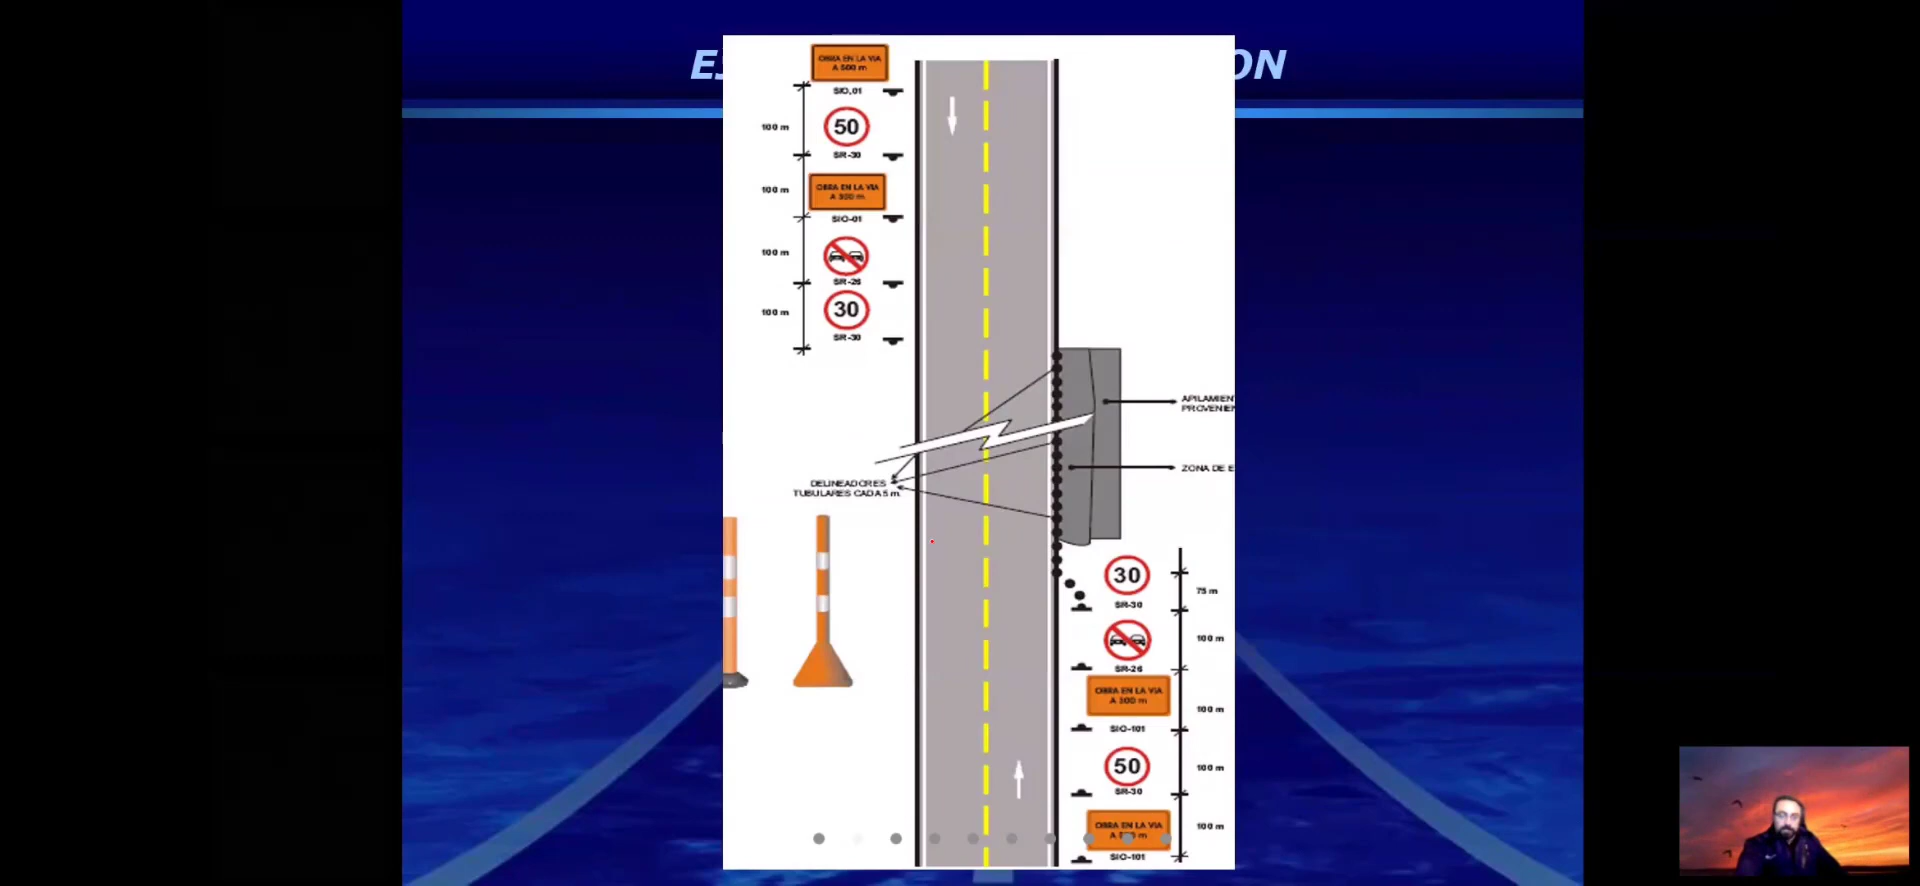 ON
OBRA EN LA VIA
A 500 m
SIO.01
100 m
50
SR-30
100 m
OBRA EN LA VIA
A 300 m
SIO-01
100 m
SR-26
100 m
30
SR-30
APILAMIEN
PROVENIEN
ZONA DE E
DELINEADORES
TUBULARES CADA 5 m.
30
SR-30
75 m
SR-26
100 m
OBRA EN LA VIA
A 300 m
SIO-101
100 m
50
SR-30
100 m
OBRA EN LA VIA
SIO-101
100 m